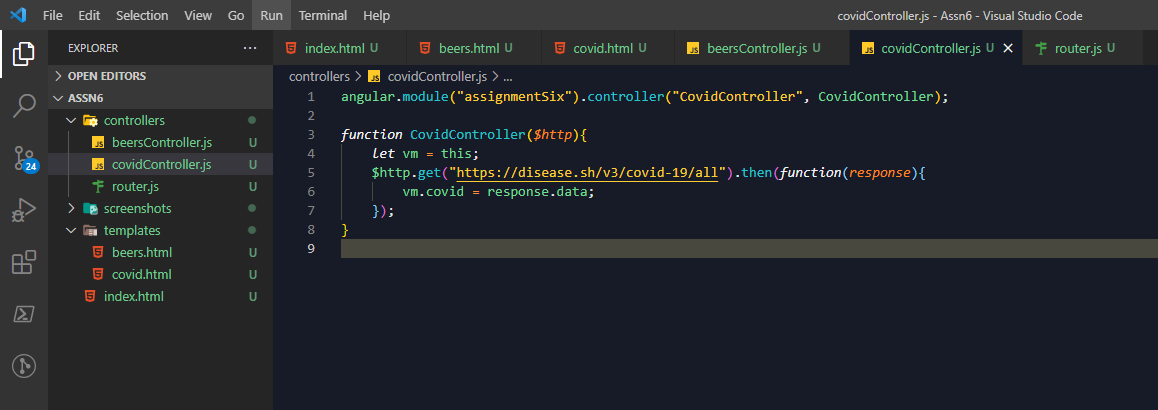 File Edit Selection View Go Run Terminal Help covidController.js - Assn6 - Visual Studio Code
EXPLORER ...
index.html U beers.html U covid.html U JS beersController.js U JS covidController.js U router.js U
OPEN EDITORS
controllers > JS covidController.js > ...
ASSN6
controllers
JS beersController.js U
JS covidController.js U
24
router.js U
screenshots
templates
beers.html U
covid.html U
index.html U
1 angular.module("assignmentSix").controller("CovidController", CovidController);
2
3 function CovidController($http){
4 let vm = this;
5 $http.get("https://disease.sh/v3/covid-19/all").then(function(response){
6 vm.covid = response.data;
7 });
8 }
9